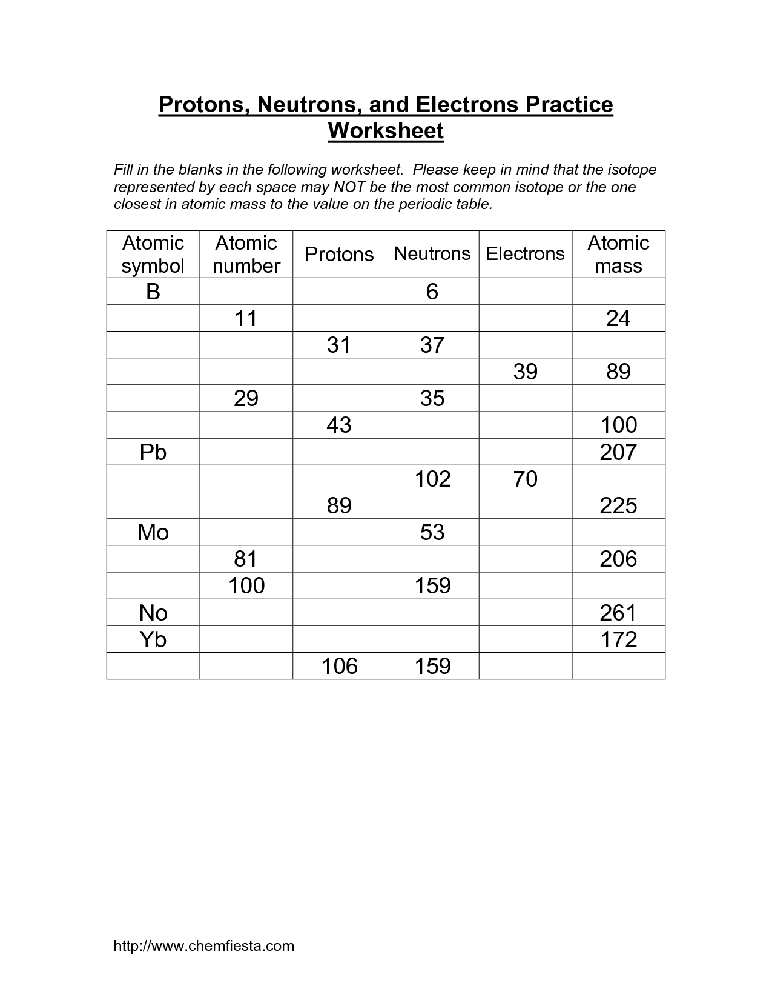 Protons, Neutrons, and Electrons Practice
Worksheet
Fill in the blanks in the following worksheet.  Please keep in mind that the isotope
represented by each space may NOT be the most common isotope or the one
closest in atomic mass to the value on the periodic table.
Atomic symbol Atomic number Protons Neutrons Electrons Atomic mass
B 6
11 24
31 37
39 89
29 35
43 100
Pb 207
102 70
89 225
Mo 53
81 206
100 159
No 261
Yb 172
106 159
http://www.chemfiesta.com